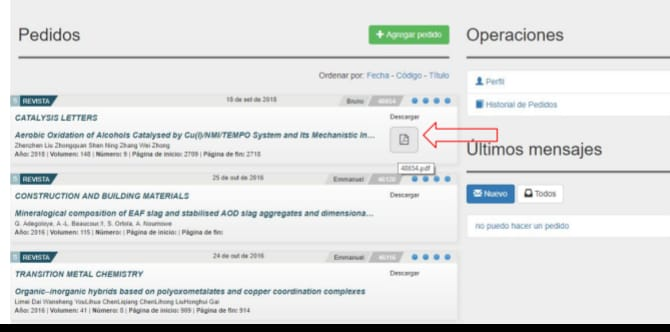 Pedidos
+ Agregar pedido
Ordenar por: Fecha - Código - Título
REVISTA 18 de set de 2018 Bruno 48654
CATALYSIS LETTERS Descargar
Aerobic Oxidation of Alcohols Catalysed by Cu(I)/NMI/TEMPO System and Its Mechanistic In...
Zhenzhen Liu Zhongquan Shen Ning Zhang Wei Zhong
Año: 2018 | Volumen: 148 | Número: 9 | Página de inicio: 2709 | Página de fin: 2718
48654.pdf
REVISTA 25 de out de 2016 Emmanuel
CONSTRUCTION AND BUILDING MATERIALS Descargar
Mineralogical composition of EAF slag and stabilised AOD slag aggregates and dimensiona...
G. Adegoloye, A.-L. Beaucour,†, S. Ortola, A. Noumowe
Año: 2016 | Volumen: 115 | Número: | Página de inicio: | Página de fin:
REVISTA 24 de out de 2016 Emmanuel
TRANSITION METAL CHEMISTRY Descargar
Organic–inorganic hybrids based on polyoxometalates and copper coordination complexes
Limei Dai Wansheng YouLihua ChenLiqiang ChenLihong LiuHonghui Gai
Año: 2016 | Volumen: 41 | Número: 8 | Página de inicio: 909 | Página de fin: 914
Operaciones
Perfil
Historial de Pedidos
Últimos mensajes
Nuevo Todos
no puedo hacer un pedido